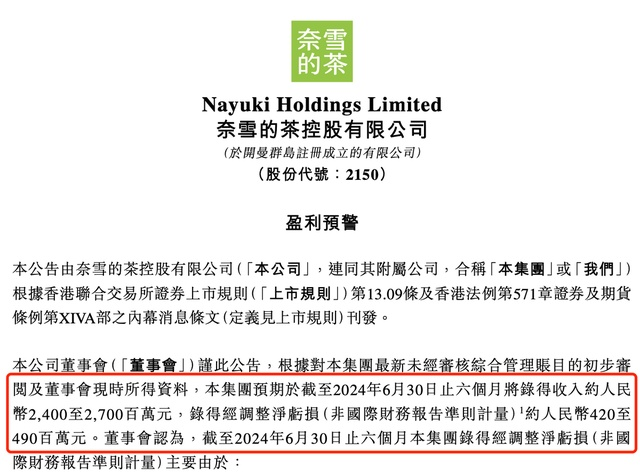 奈雪
的茶
Nayuki Holdings Limited
奈雪的茶控股有限公司
(於開曼群島註冊成立的有限公司)
(股份代號：2150)
盈利預警
本公告由奈雪的茶控股有限公司(「本公司」，連同其附屬公司，合稱「本集團」或「我們」)
根據香港聯合交易所證券上市規則(「上市規則」)第13.09條及香港法例第571章證券及期貨
條例第XIVA部之內幕消息條文(定義見上市規則)刊發。
本公司董事會(「董事會」)謹此公告，根據對本集團最新未經審核綜合管理賬目的初步審
閱及董事會現時所得資料，本集團預期於截至2024年6月30日止六個月將錄得收入約人民
幣2,400至2,700百萬元，錄得經調整淨虧損(非國際財務報告準則計量)¹約人民幣420至
490百萬元。董事會認為，截至2024年6月30日止六個月本集團錄得經調整淨虧損(非國
際財務報告準則計量)主要由於：